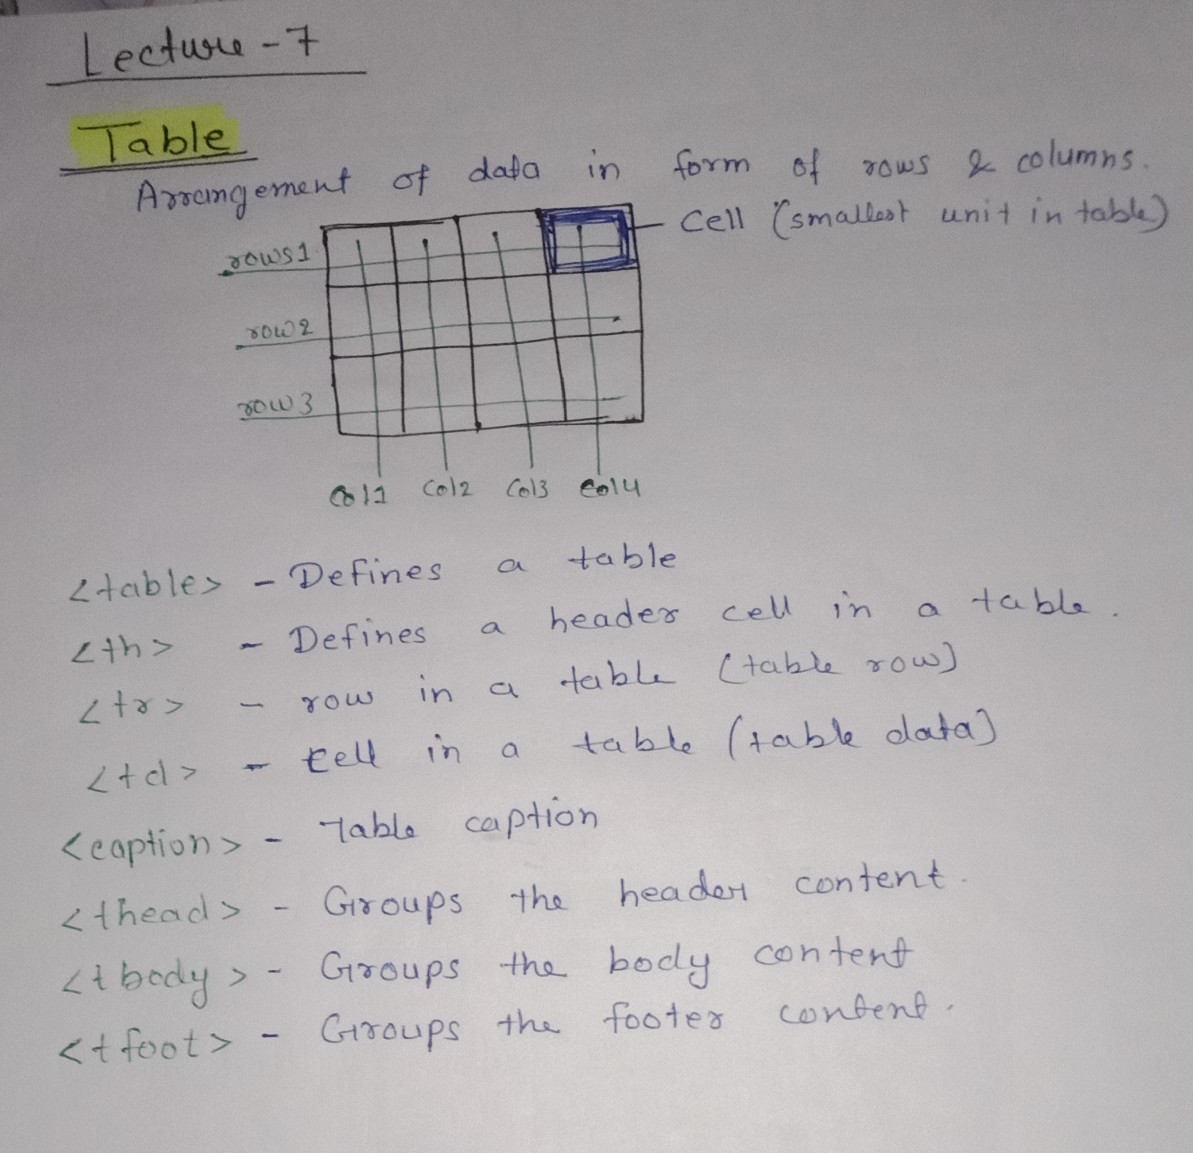 Lecture - 7
Table
Arrangement of data in form of rows & columns.
Cell (smallest unit in table)
rows1
row2
row3
Col1 Col2 Col3 Col4
<table> - Defines a table
<th> - Defines a header cell in a table.
<tr> - row in a table (table row)
<td> - cell in a table (table data)
<caption> - Table caption
<thead> - Groups the header content.
<tbody> - Groups the body content
<tfoot> - Groups the footer content.